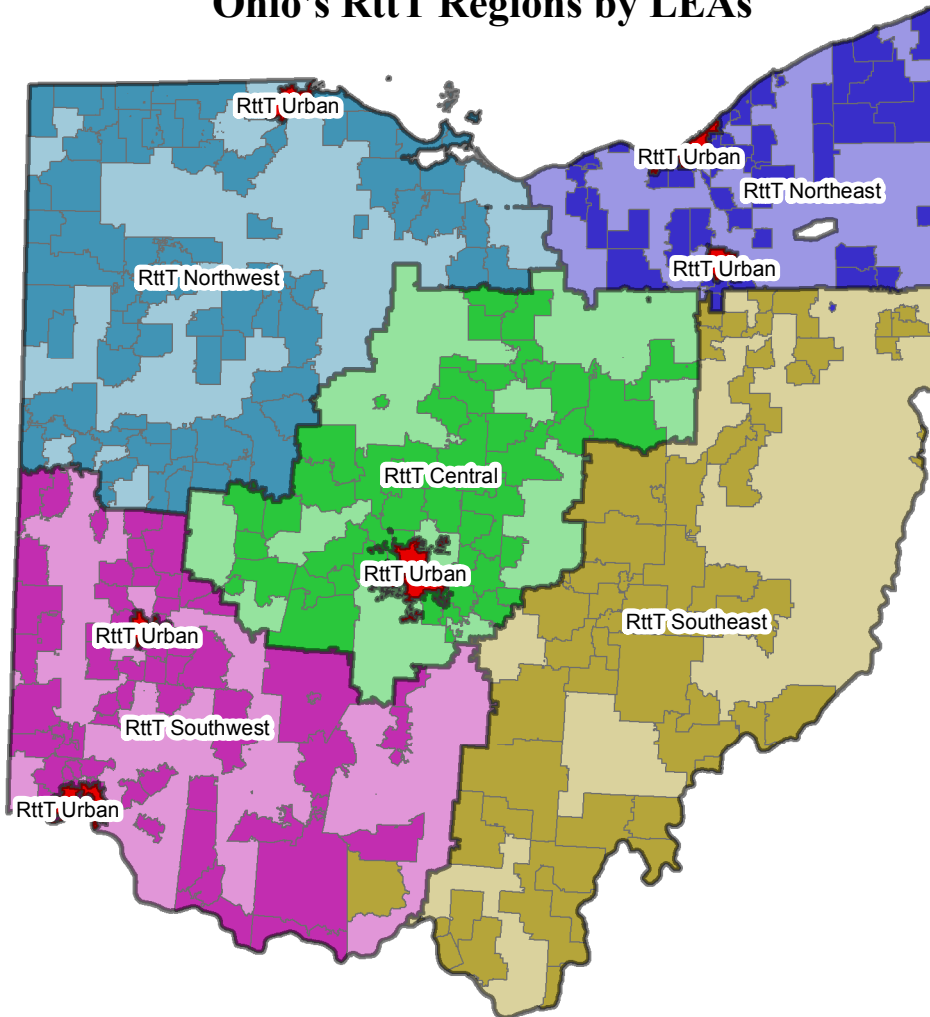 Ohio's RttT Regions by LEAs
RttT Urban
RttT Urban
RttT Northeast
RttT Urban
RttT Northwest
RttT Central
RttT Urban
RttT Southeast
RttT Urban
RttT Southwest
RttT Urban